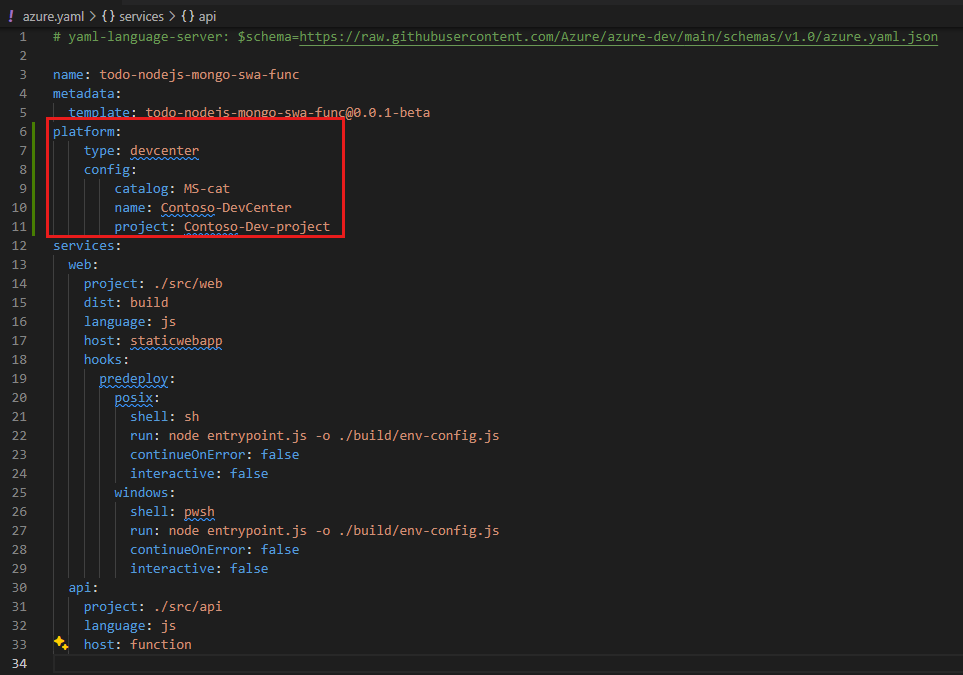 ! azure.yaml > {} services > {} api
1 # yaml-language-server: $schema=https://raw.githubusercontent.com/Azure/azure-dev/main/schemas/v1.0/azure.yaml.json
2
3 name: todo-nodejs-mongo-swa-func
4 metadata:
5   template: todo-nodejs-mongo-swa-func@0.0.1-beta
6 platform:
7     type: devcenter
8     config:
9         catalog: MS-cat
10         name: Contoso-DevCenter
11         project: Contoso-Dev-project
12 services:
13   web:
14     project: ./src/web
15     dist: build
16     language: js
17     host: staticwebapp
18     hooks:
19       predeploy:
20         posix:
21           shell: sh
22           run: node entrypoint.js -o ./build/env-config.js
23           continueOnError: false
24           interactive: false
25         windows:
26           shell: pwsh
27           run: node entrypoint.js -o ./build/env-config.js
28           continueOnError: false
29           interactive: false
30   api:
31     project: ./src/api
32     language: js
33     host: function
34